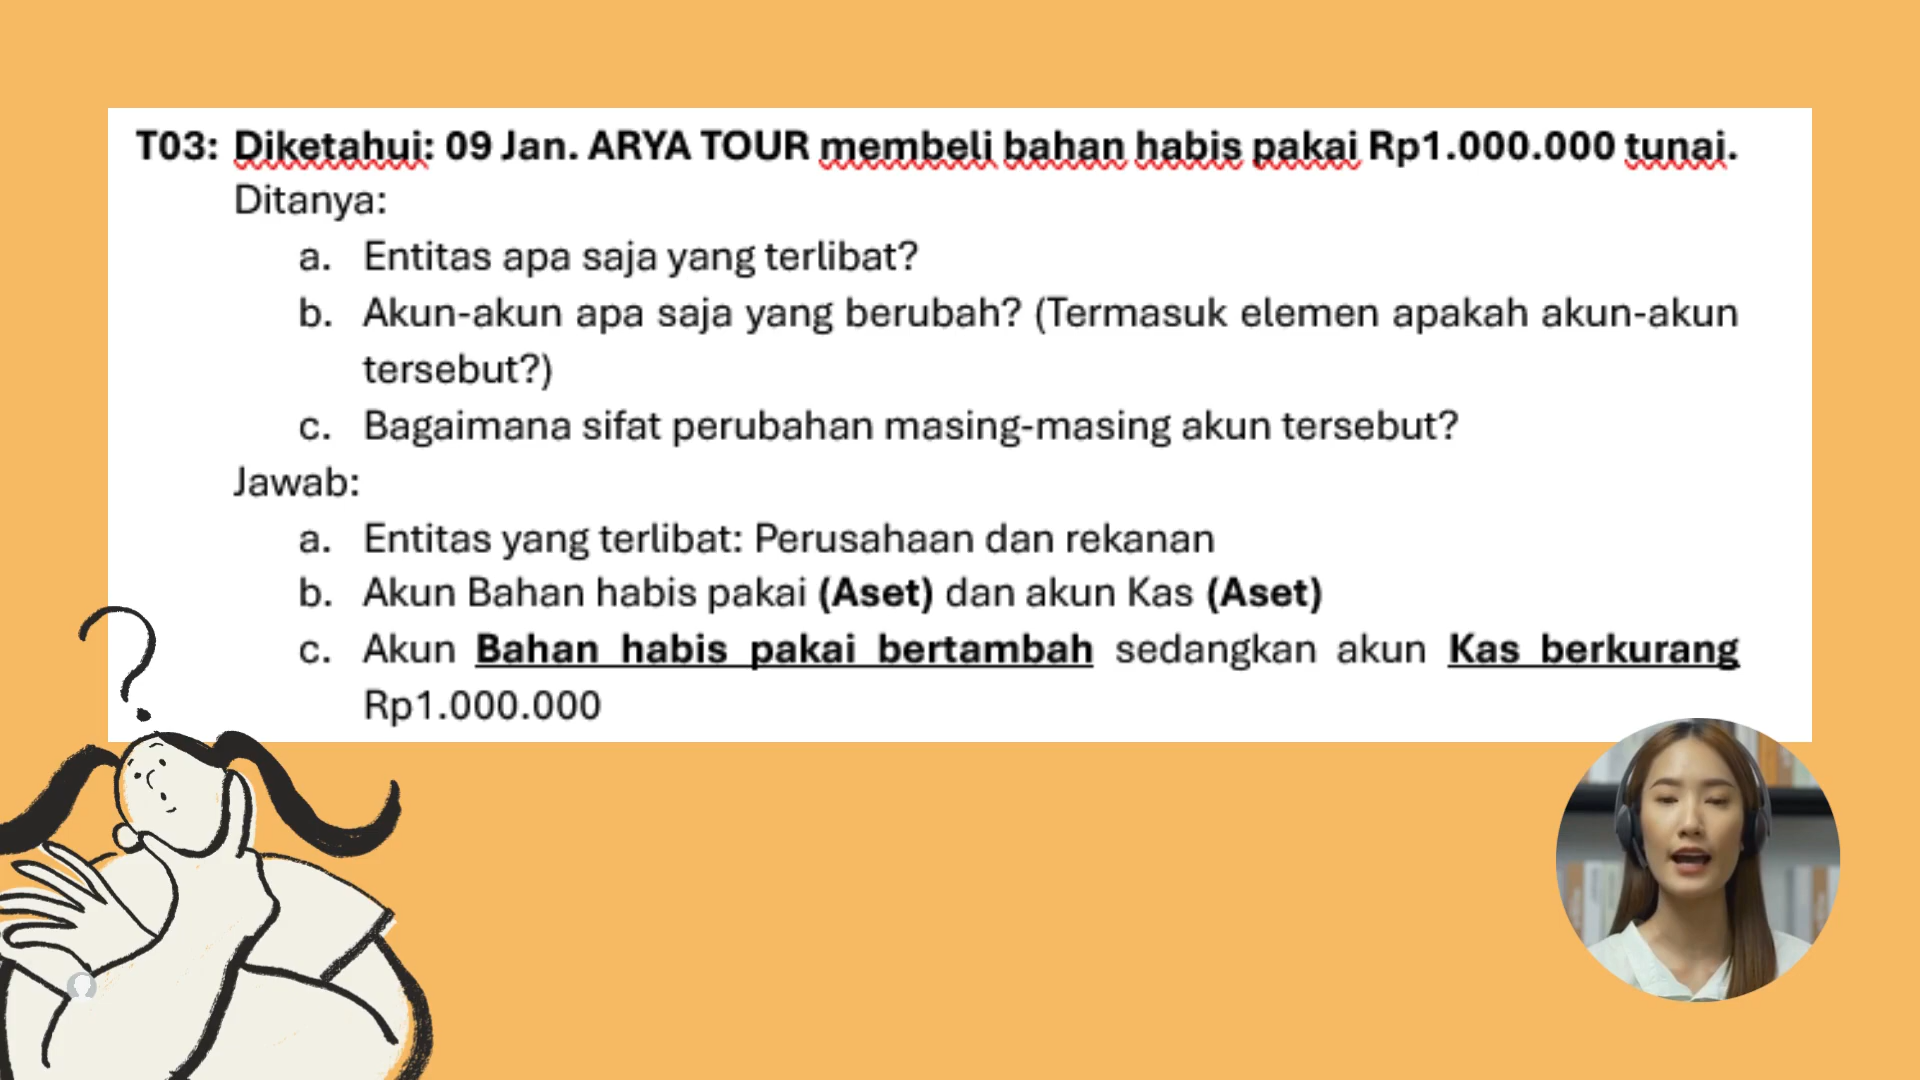 T03: Diketahui: 09 Jan. ARYA TOUR membeli bahan habis pakai Rp1.000.000 tunai.
Ditanya:
a. Entitas apa saja yang terlibat?
b. Akun-akun apa saja yang berubah? (Termasuk elemen apakah akun-akun
tersebut?)
c. Bagaimana sifat perubahan masing-masing akun tersebut?
Jawab:
a. Entitas yang terlibat: Perusahaan dan rekanan
b. Akun Bahan habis pakai (Aset) dan akun Kas (Aset)
c. Akun Bahan habis pakai bertambah sedangkan akun Kas berkurang
Rp1.000.000
?